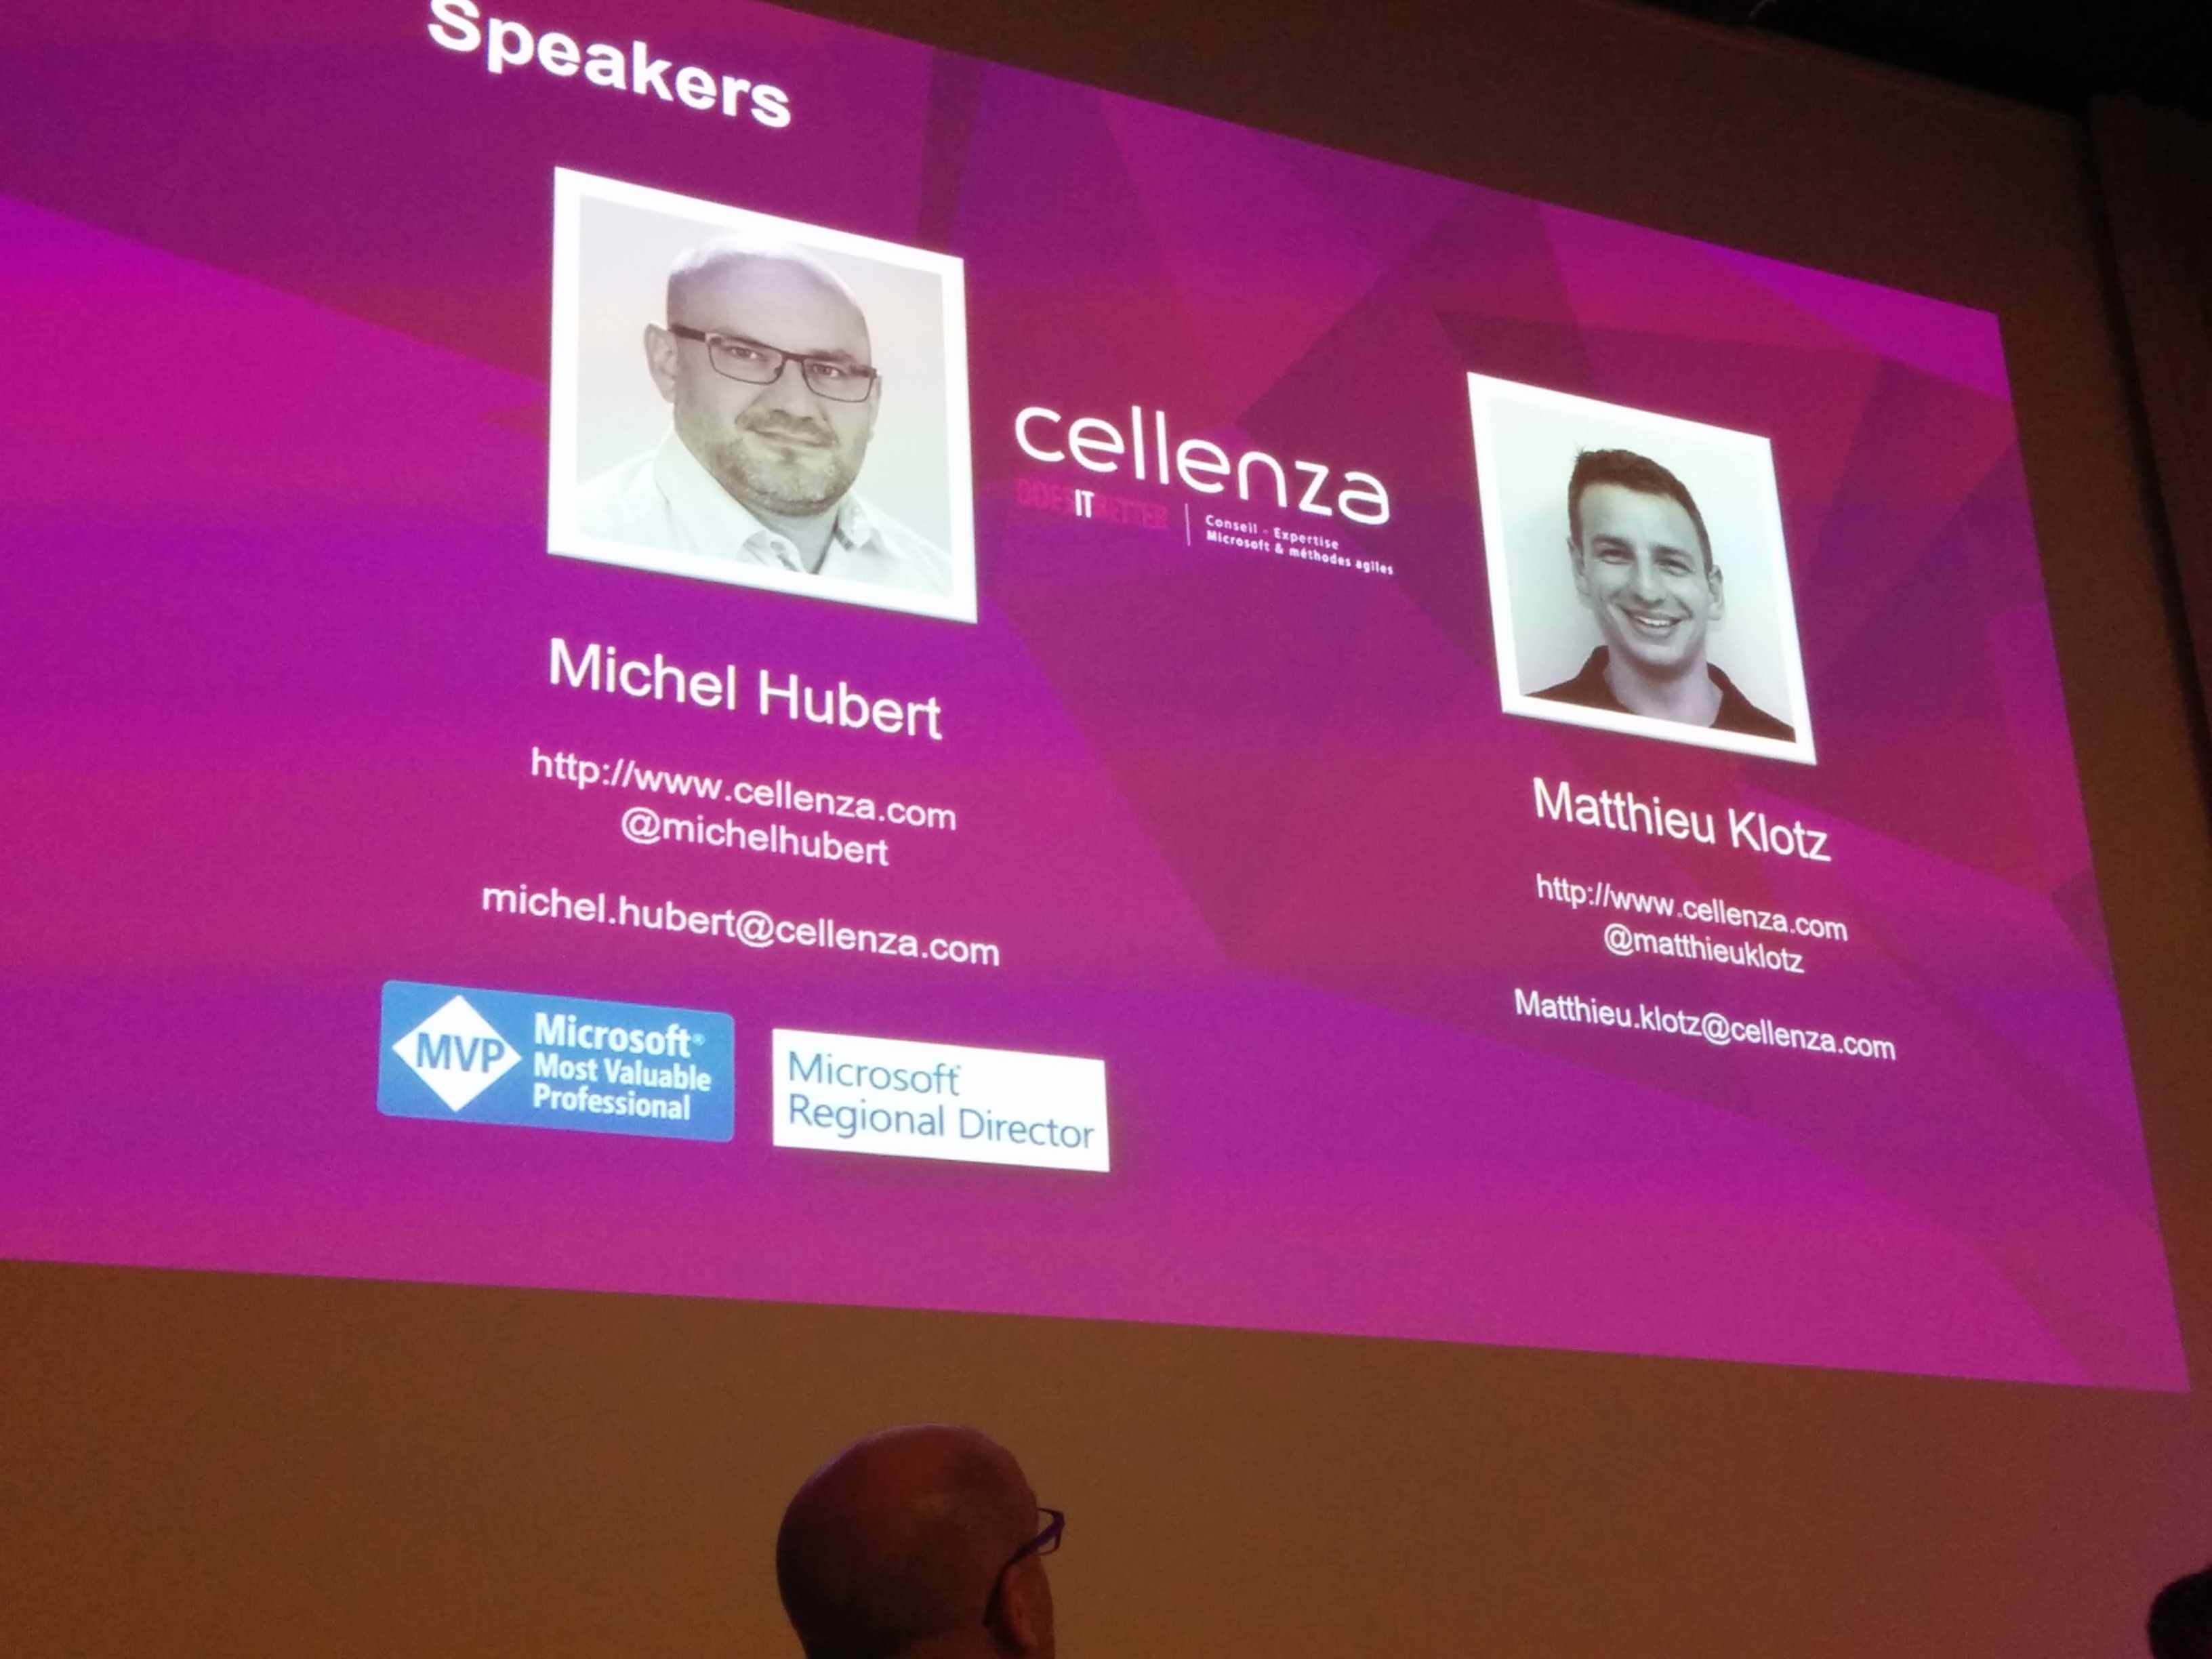 Speakers
cellenza
DOES IT BETTER
Conseil - Expertise
Microsoft & méthodes agiles
Michel Hubert
http://www.cellenza.com
@michelhubert
michel.hubert@cellenza.com
MVP
Microsoft®
Most Valuable
Professional
Microsoft
Regional Director
Matthieu Klotz
http://www.cellenza.com
@matthieuklotz
Matthieu.klotz@cellenza.com